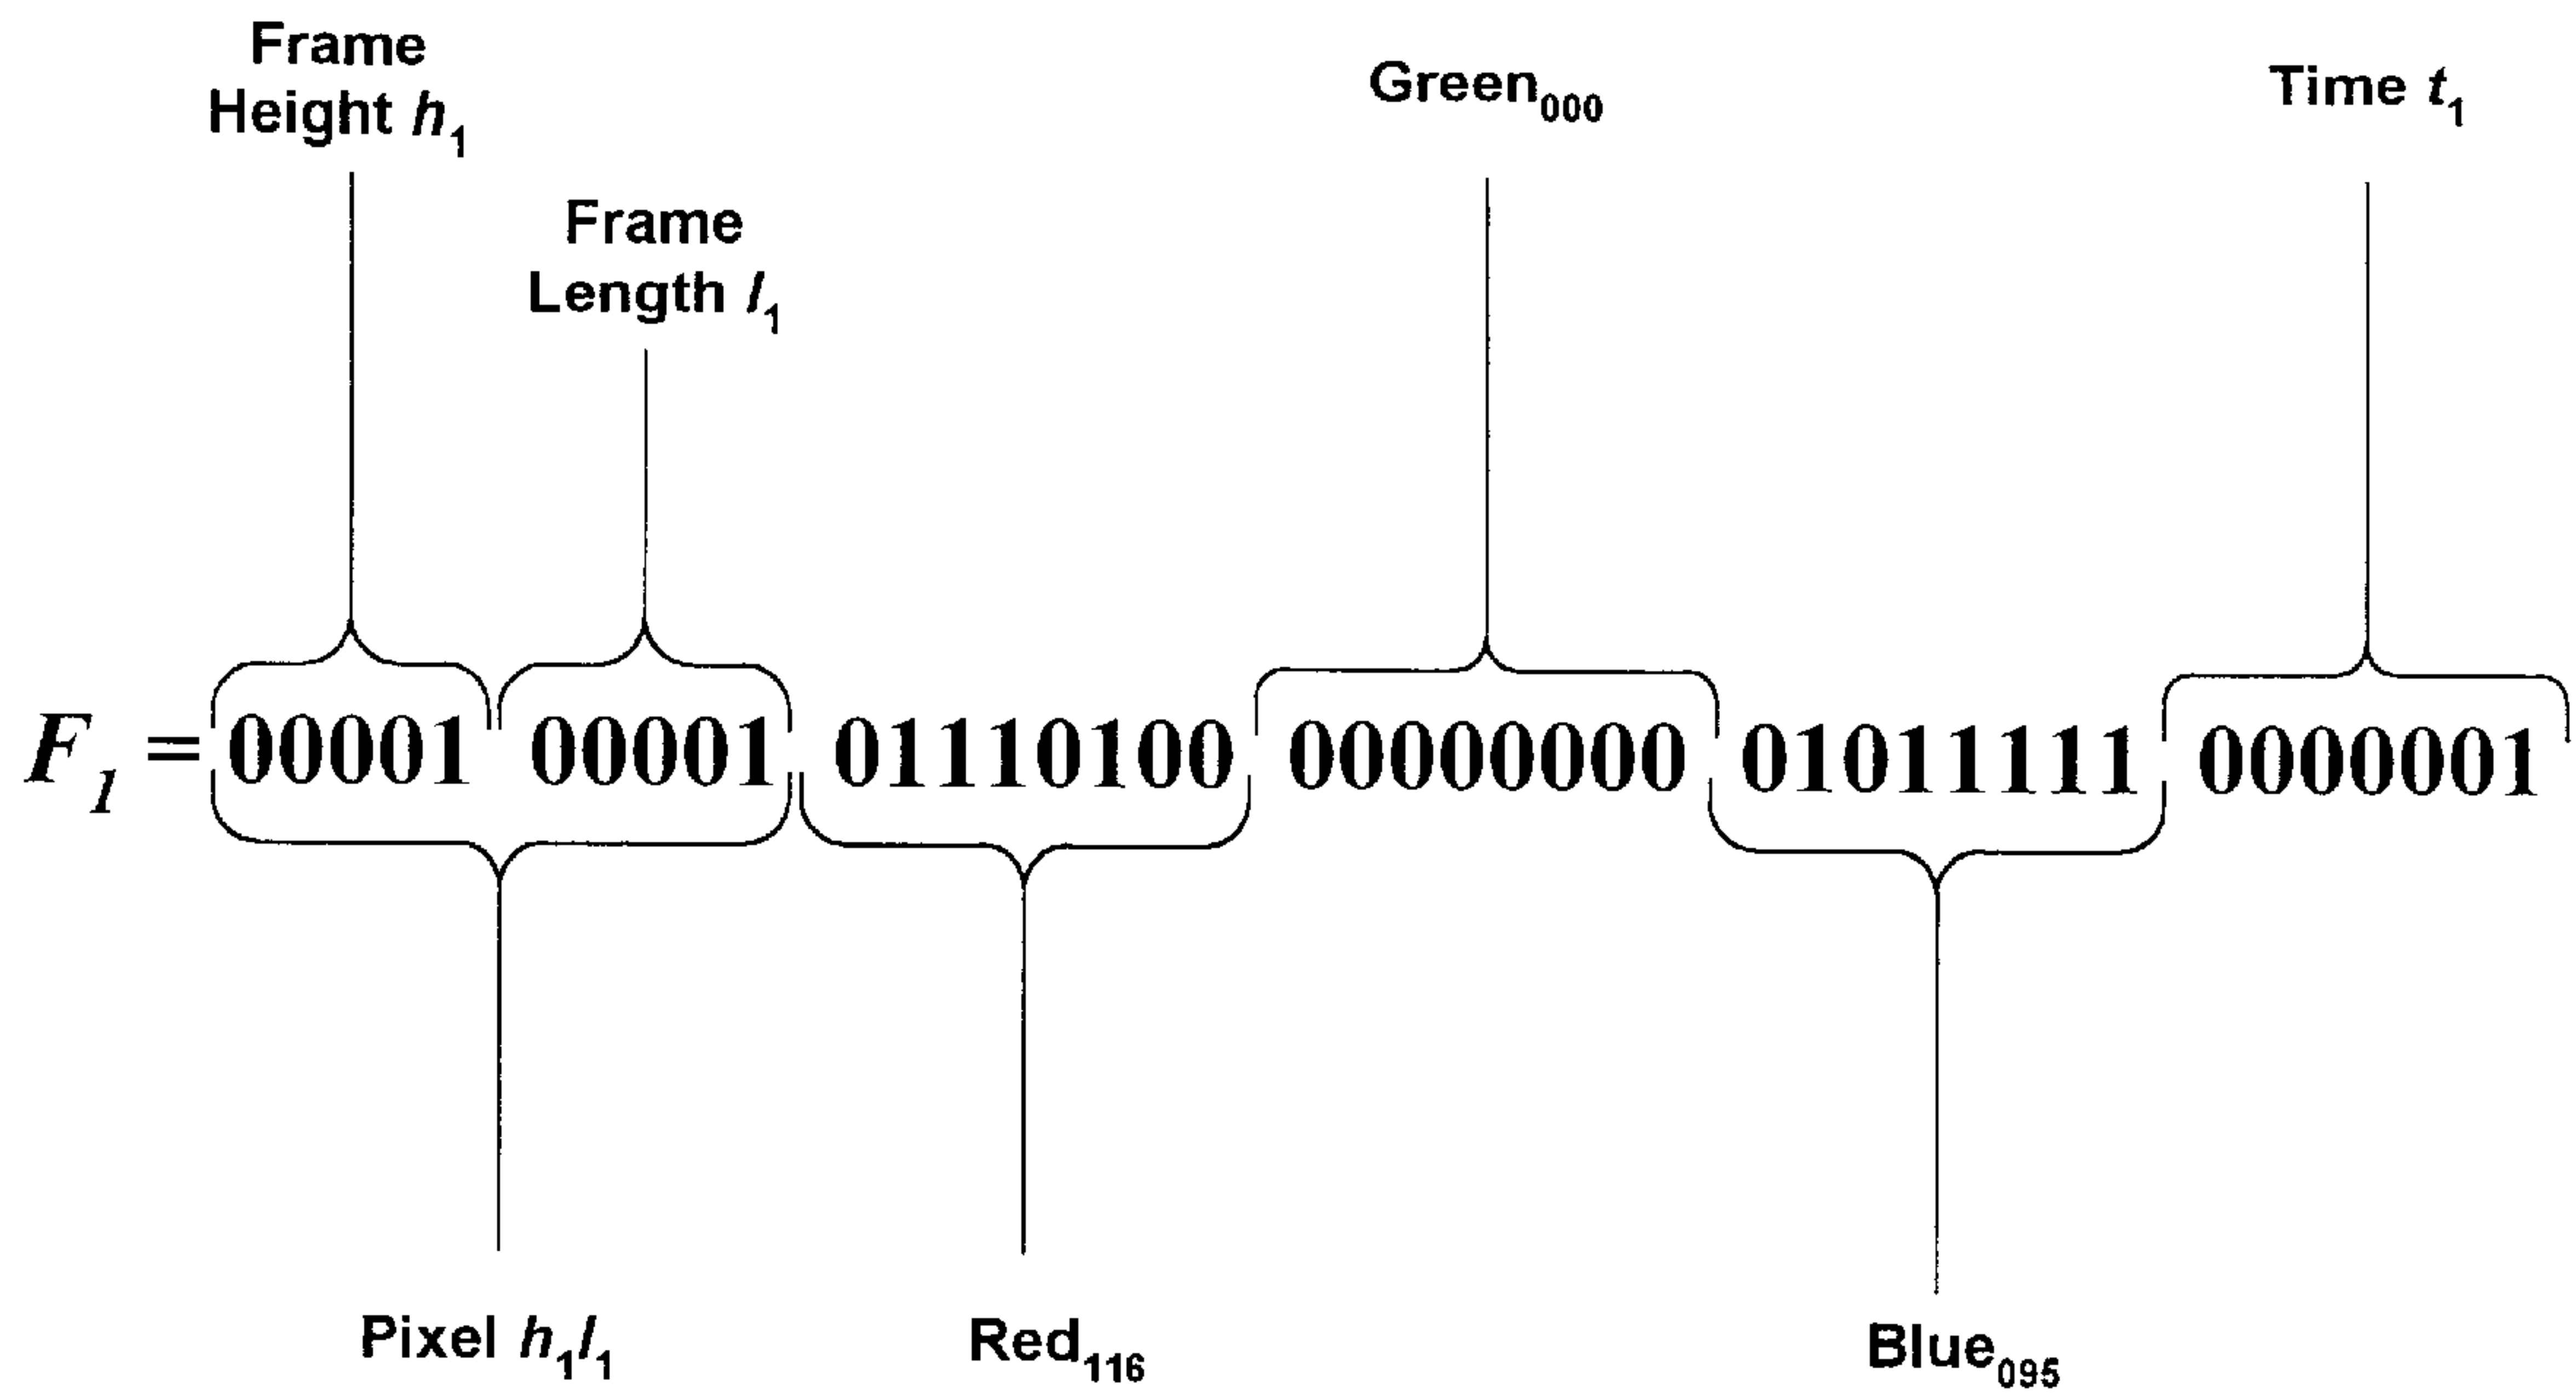 Frame
Height h₁
Green₀₀₀
Time t₁
Frame
Length l₁
F₁ = 00001 00001 01110100 00000000 01011111 0000001
Pixel h₁l₁
Red₁₁₆
Blue₀₉₅